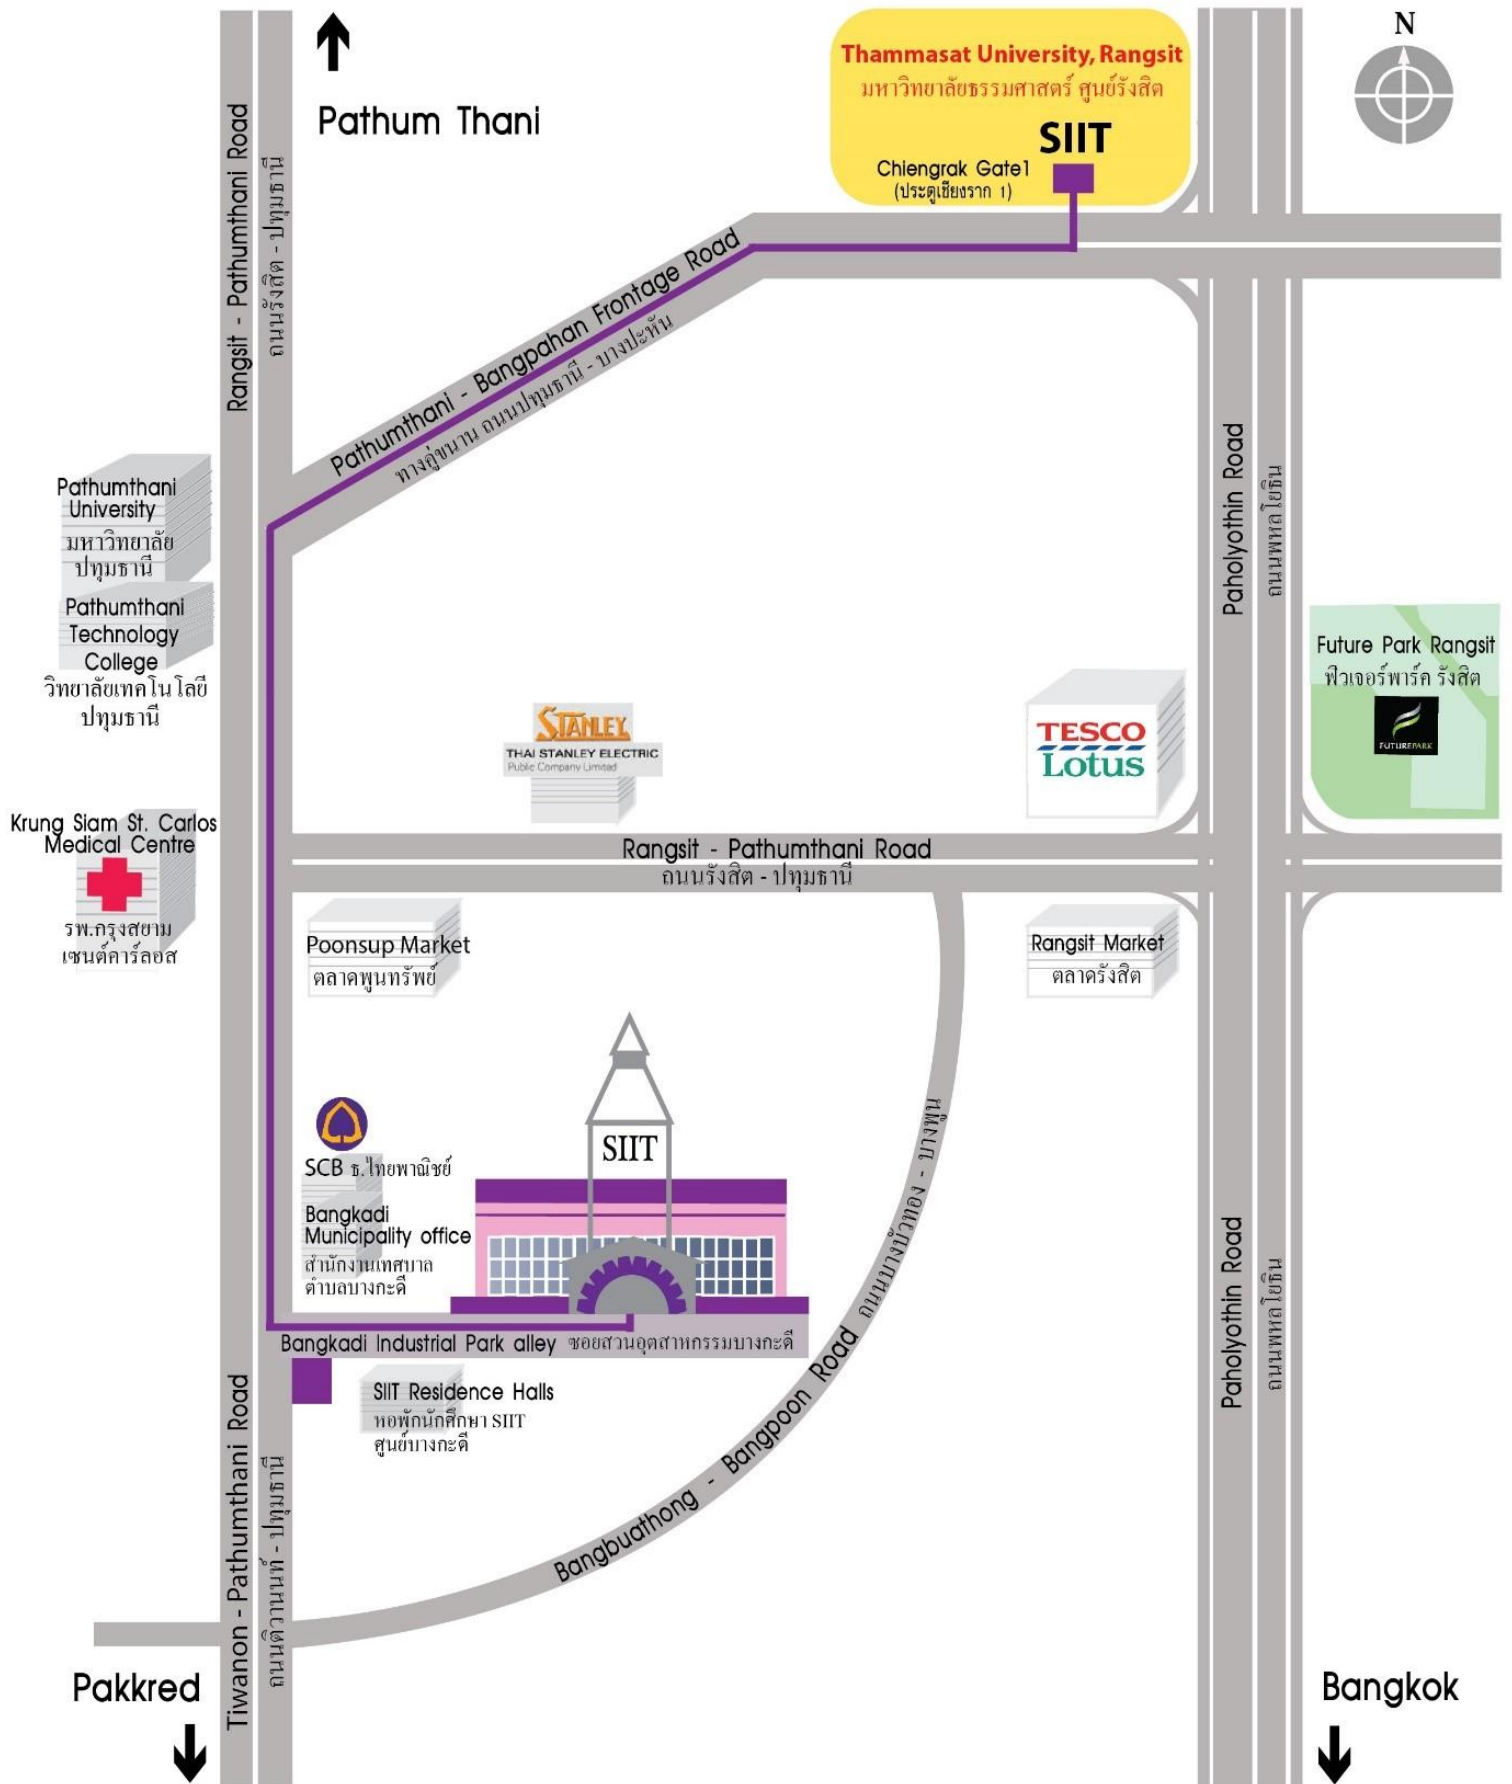 N
Thammasat University, Rangsit
มหาวิทยาลัยธรรมศาสตร์ ศูนย์รังสิต
SIIT
Chiengrak Gate1
(ประตูเชียงราก 1)
Pathum Thani
Rangsit - Pathumthani Road
ถนนรังสิต - ปทุมธานี
Pathumthani - Bangpahan Frontage Road
ทางคู่ขนาน ถนนปทุมธานี - บางปะหัน
Pathumthani
University
มหาวิทยาลัย
ปทุมธานี
Pathumthani
Technology
College
วิทยาลัยเทคโนโลยี
ปทุมธานี
Paholyothin Road
ถนนพหลโยธิน
Future Park Rangsit
ฟิวเจอร์พาร์ค รังสิต
FUTUREPARK
STANLEY
THAI STANLEY ELECTRIC
Public Company Limited
TESCO
Lotus
Krung Siam St. Carlos
Medical Centre
รพ.กรุงสยาม
เซนต์คาร์ลอส
Rangsit - Pathumthani Road
ถนนรังสิต - ปทุมธานี
Poonsup Market
ตลาดพูนทรัพย์
Rangsit Market
ตลาดรังสิต
SIIT
SCB ธ.ไทยพาณิชย์
Bangkadi
Municipality office
สำนักงานเทศบาล
ตำบลบางกะดี
Bangkadi Industrial Park alley ซอยสวนอุตสาหกรรมบางกะดี
SIIT Residence Halls
หอพักนักศึกษา SIIT
ศูนย์บางกะดี
Bangbuathong - Bangpoon Road ถนนบางบัวทอง - บางพูน
Paholyothin Road
ถนนพหลโยธิน
Tiwanon - Pathumthani Road
ถนนติวานนท์ - ปทุมธานี
Pakkred
Bangkok